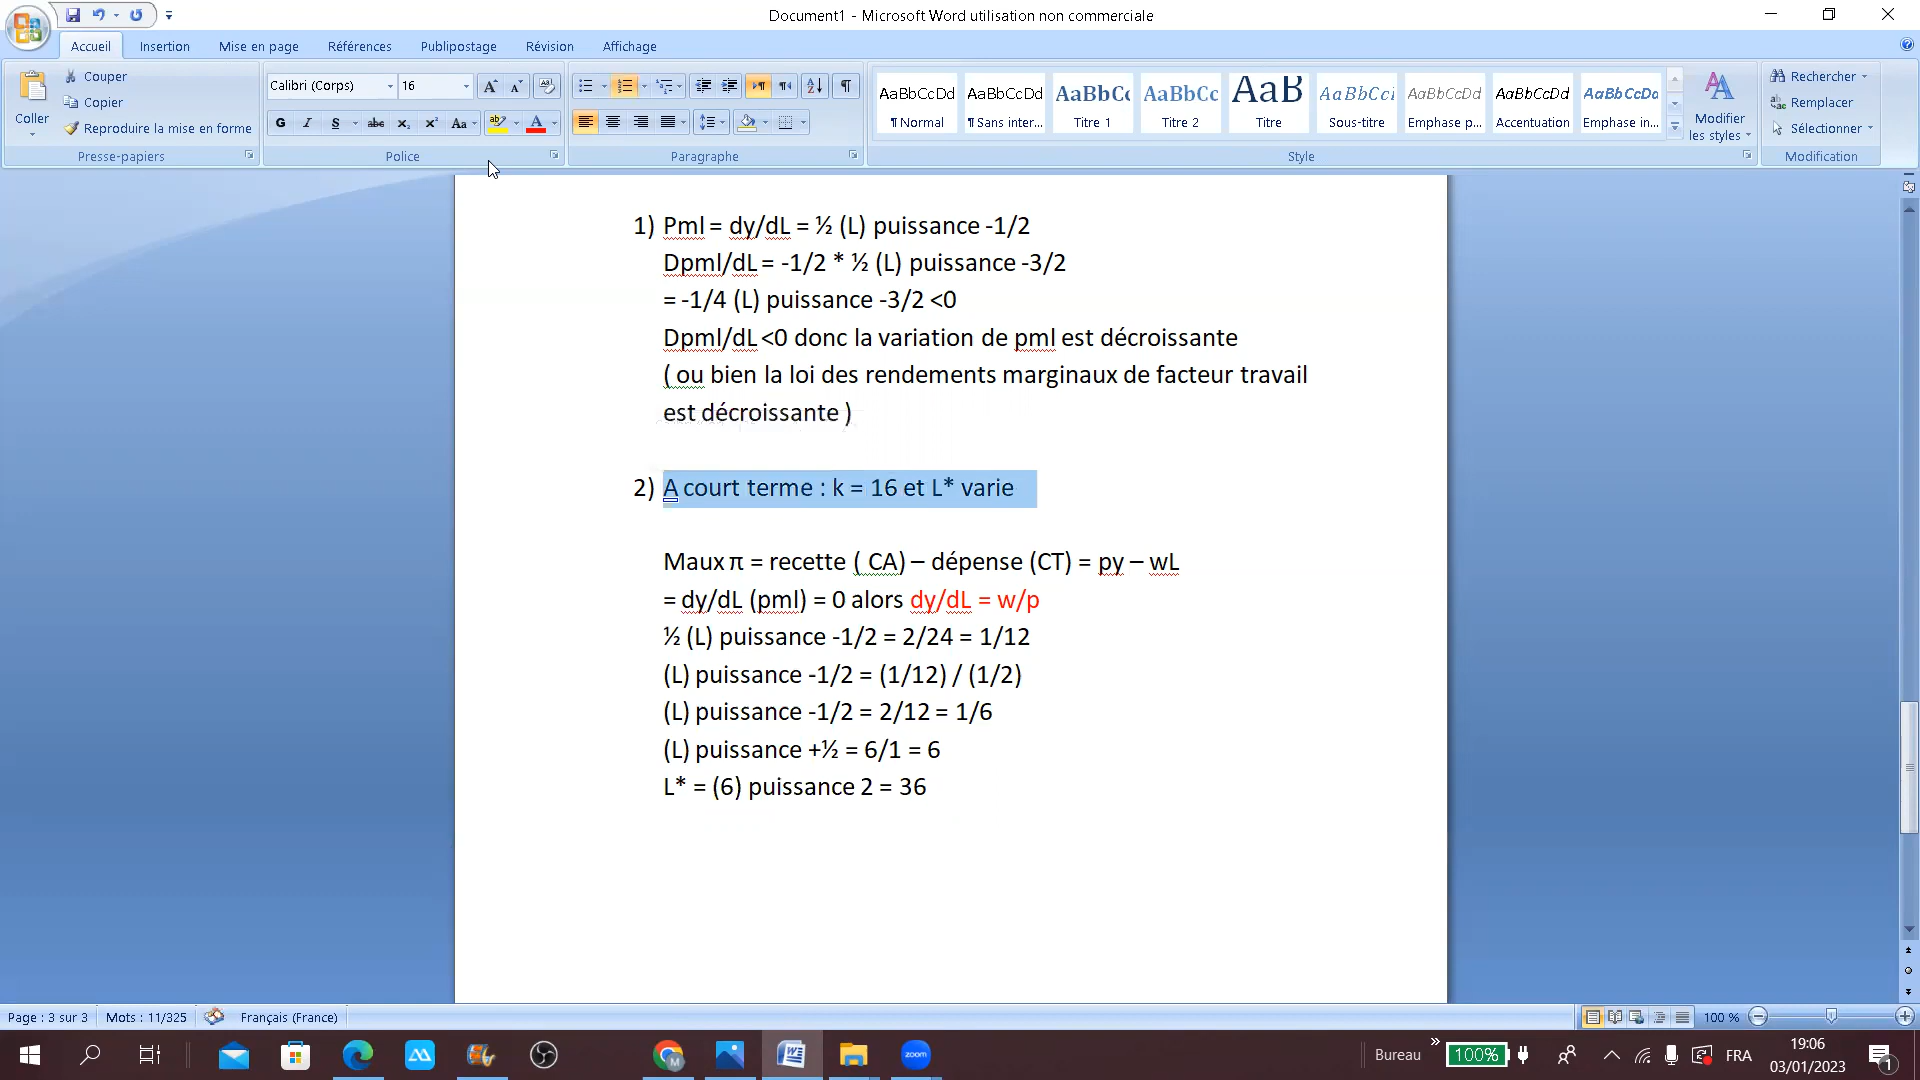 Document1 - Microsoft Word utilisation non commerciale
Accueil Insertion Mise en page Références Publipostage Révision Affichage
Coller
Couper
Copier
Reproduire la mise en forme
Presse-papiers
Calibri (Corps) 16
G I S abc x₂ x² Aa
Police
Paragraphe
AaBbCcDd AaBbCcDd AaBbCc AaBbCc AaB AaBbCcI AaBbCcDd AaBbCcDd AaBbCcDd
¶ Normal ¶ Sans inter... Titre 1 Titre 2 Titre Sous-titre Emphase p... Accentuation Emphase in...
Style
Modifier les styles
Rechercher
Remplacer
Sélectionner
Modification
1) Pml = dy/dL = ½ (L) puissance -1/2
Dpml/dL = -1/2 * ½ (L) puissance -3/2
= -1/4 (L) puissance -3/2 <0
Dpml/dL <0 donc la variation de pml est décroissante
( ou bien la loi des rendements marginaux de facteur travail
est décroissante )
2) A court terme : k = 16 et L* varie
Maux π = recette ( CA) – dépense (CT) = py – wL
= dy/dL (pml) = 0 alors dy/dL = w/p
½ (L) puissance -1/2 = 2/24 = 1/12
(L) puissance -1/2 = (1/12) / (1/2)
(L) puissance -1/2 = 2/12 = 1/6
(L) puissance +½ = 6/1 = 6
L* = (6) puissance 2 = 36
Page : 3 sur 3 Mots : 11/325 Français (France) 100 %
zoom
Bureau » 100% FRA
19:06
03/01/2023
1